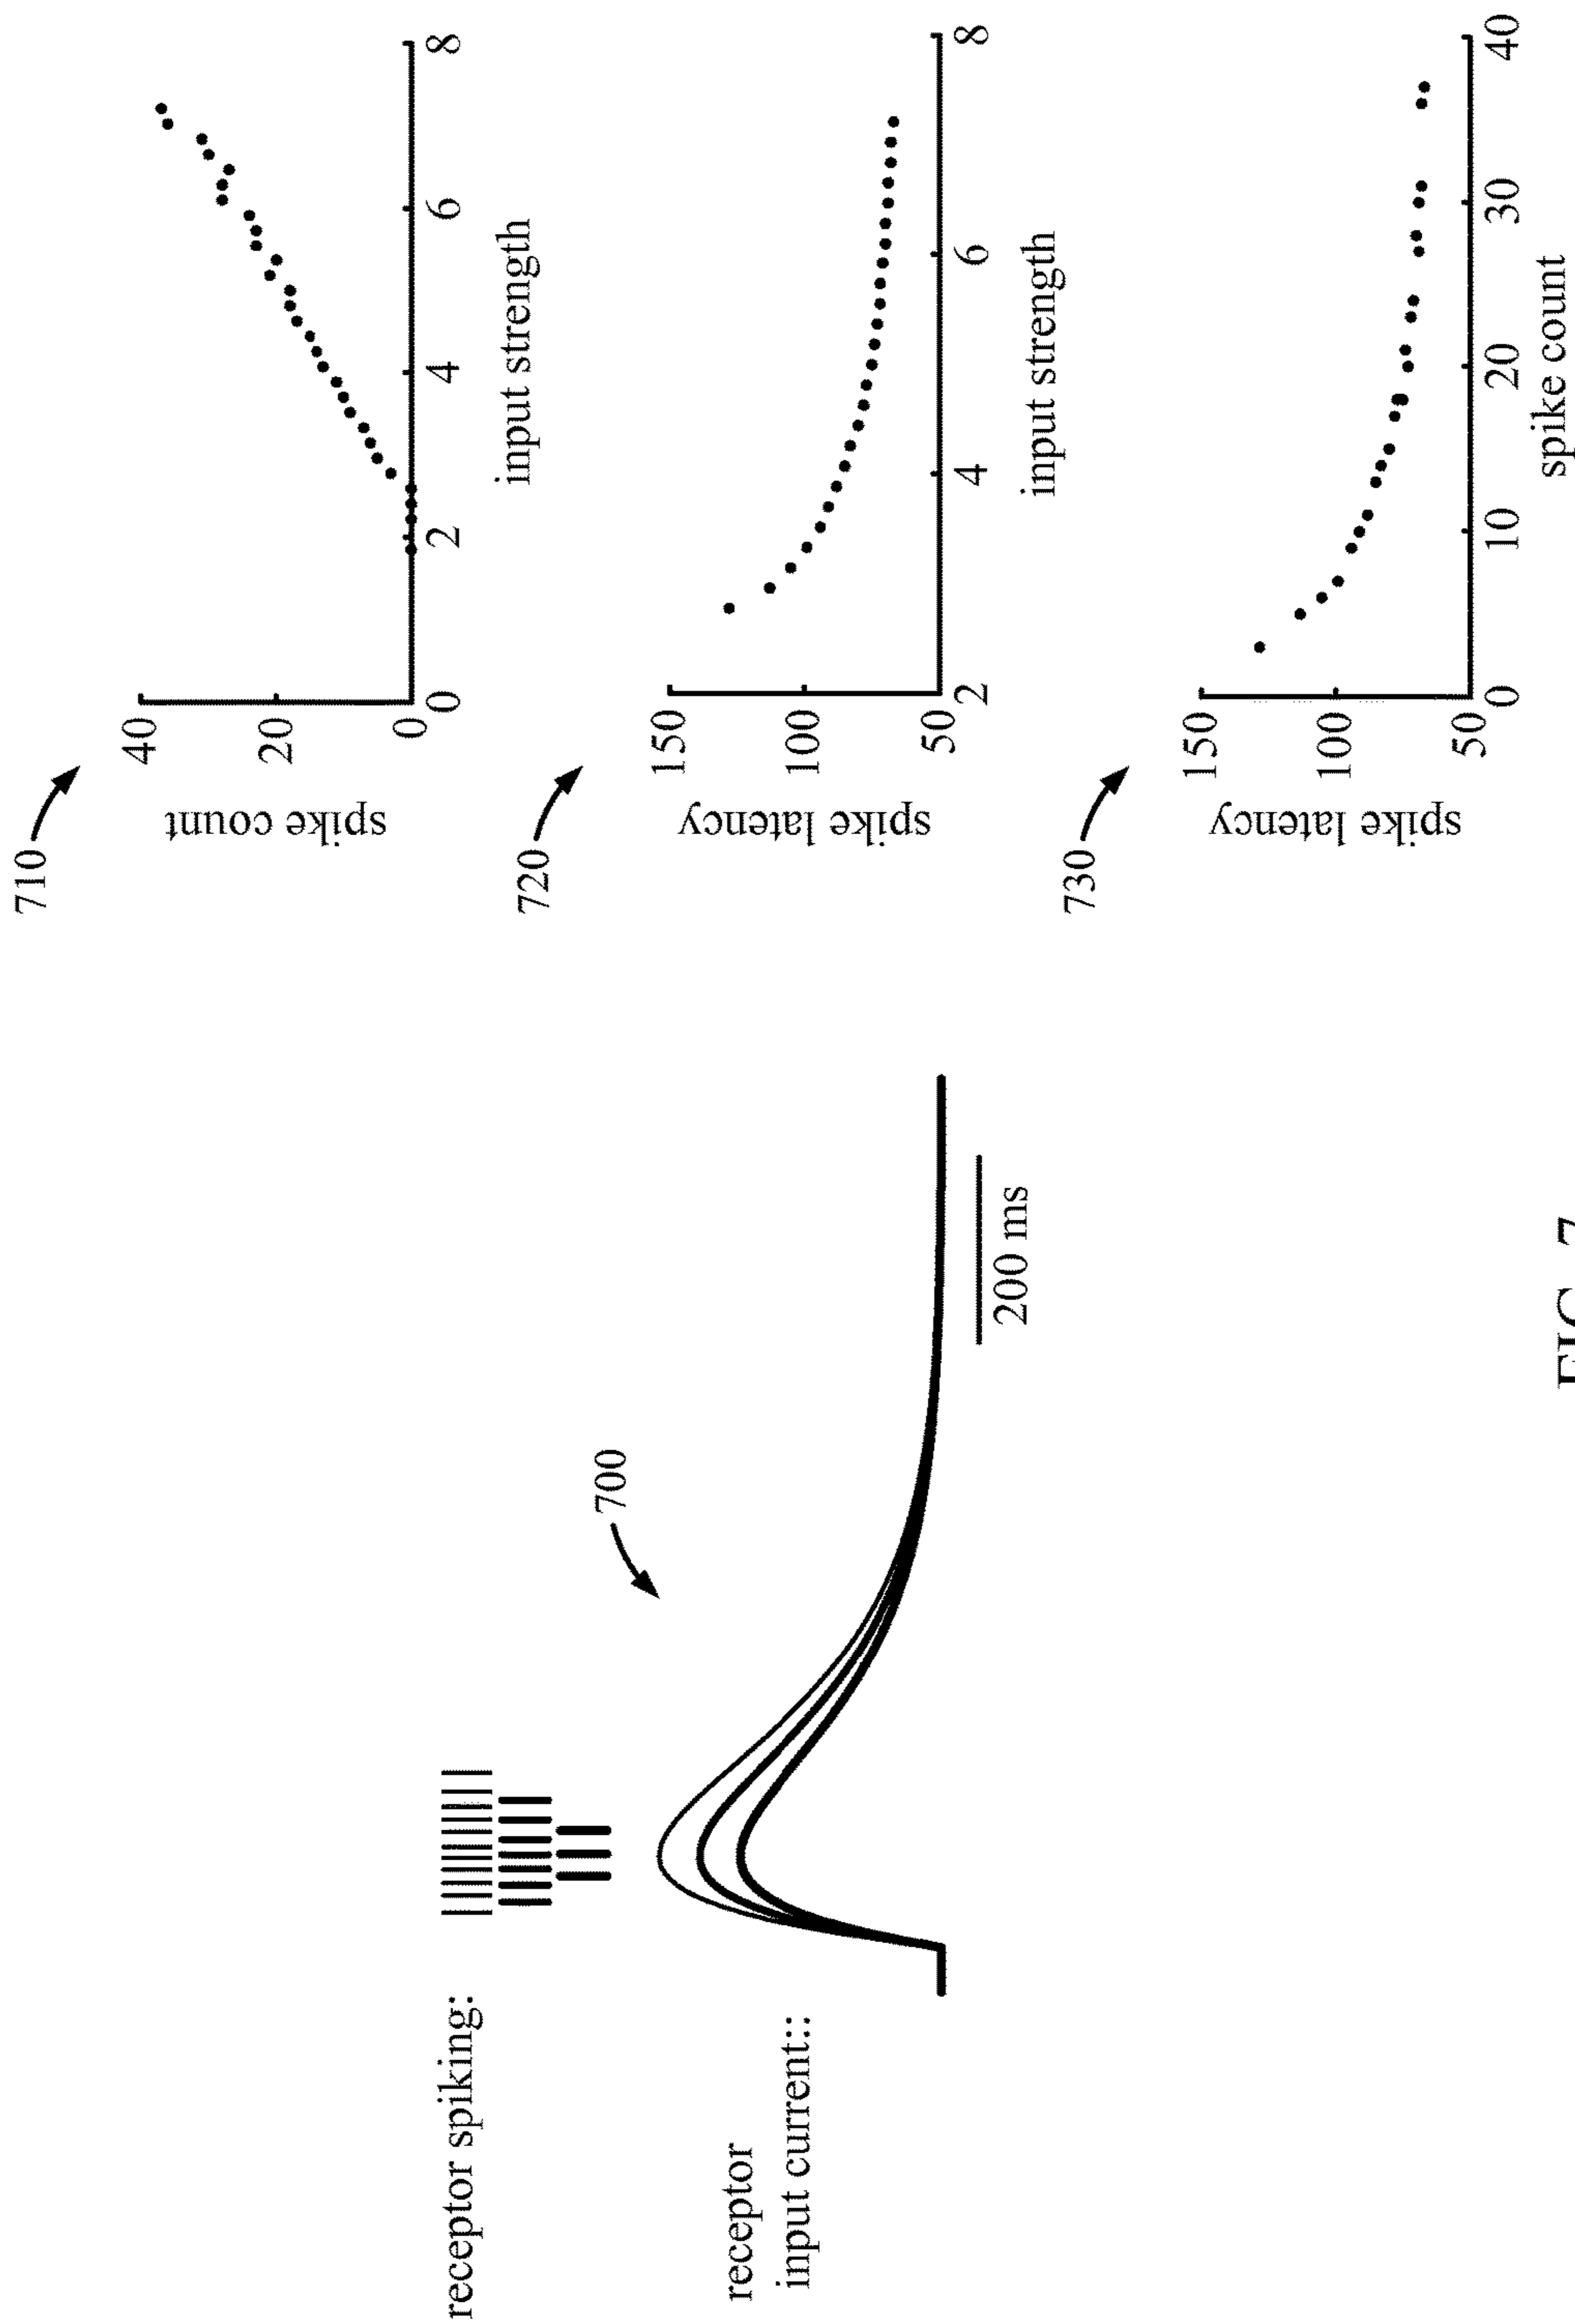 receptor spiking:
receptor
input current::
700
200 ms
710
spike count
40
20
0
0 2 4 6 8
input strength
720
spike latency
150
100
50
2 4 6 8
input strength
730
spike latency
150
100
50
0 10 20 30 40
spike count
FIG. 7